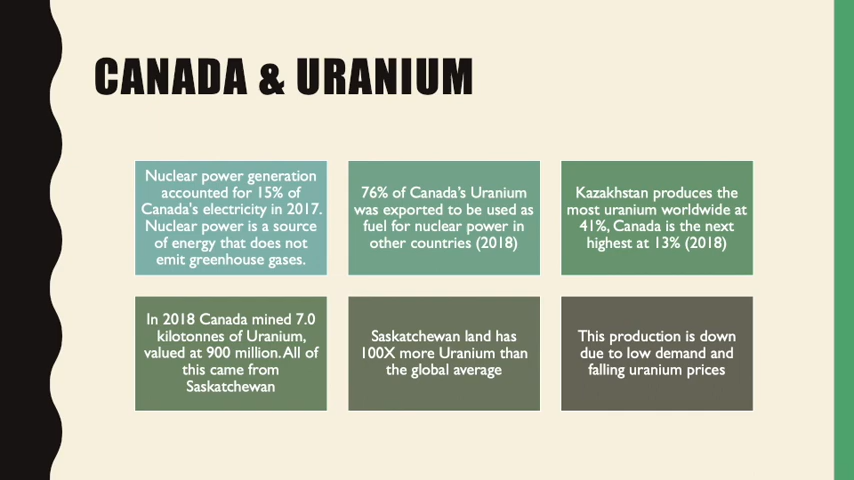 CANADA & URANIUM
Nuclear power generation
accounted for 15% of
Canada's electricity in 2017.
Nuclear power is a source
of energy that does not
emit greenhouse gases.
76% of Canada's Uranium
was exported to be used as
fuel for nuclear power in
other countries (2018)
Kazakhstan produces the
most uranium worldwide at
41%, Canada is the next
highest at 13% (2018)
In 2018 Canada mined 7.0
kilotonnes of Uranium,
valued at 900 million. All of
this came from
Saskatchewan
Saskatchewan land has
100X more Uranium than
the global average
This production is down
due to low demand and
falling uranium prices